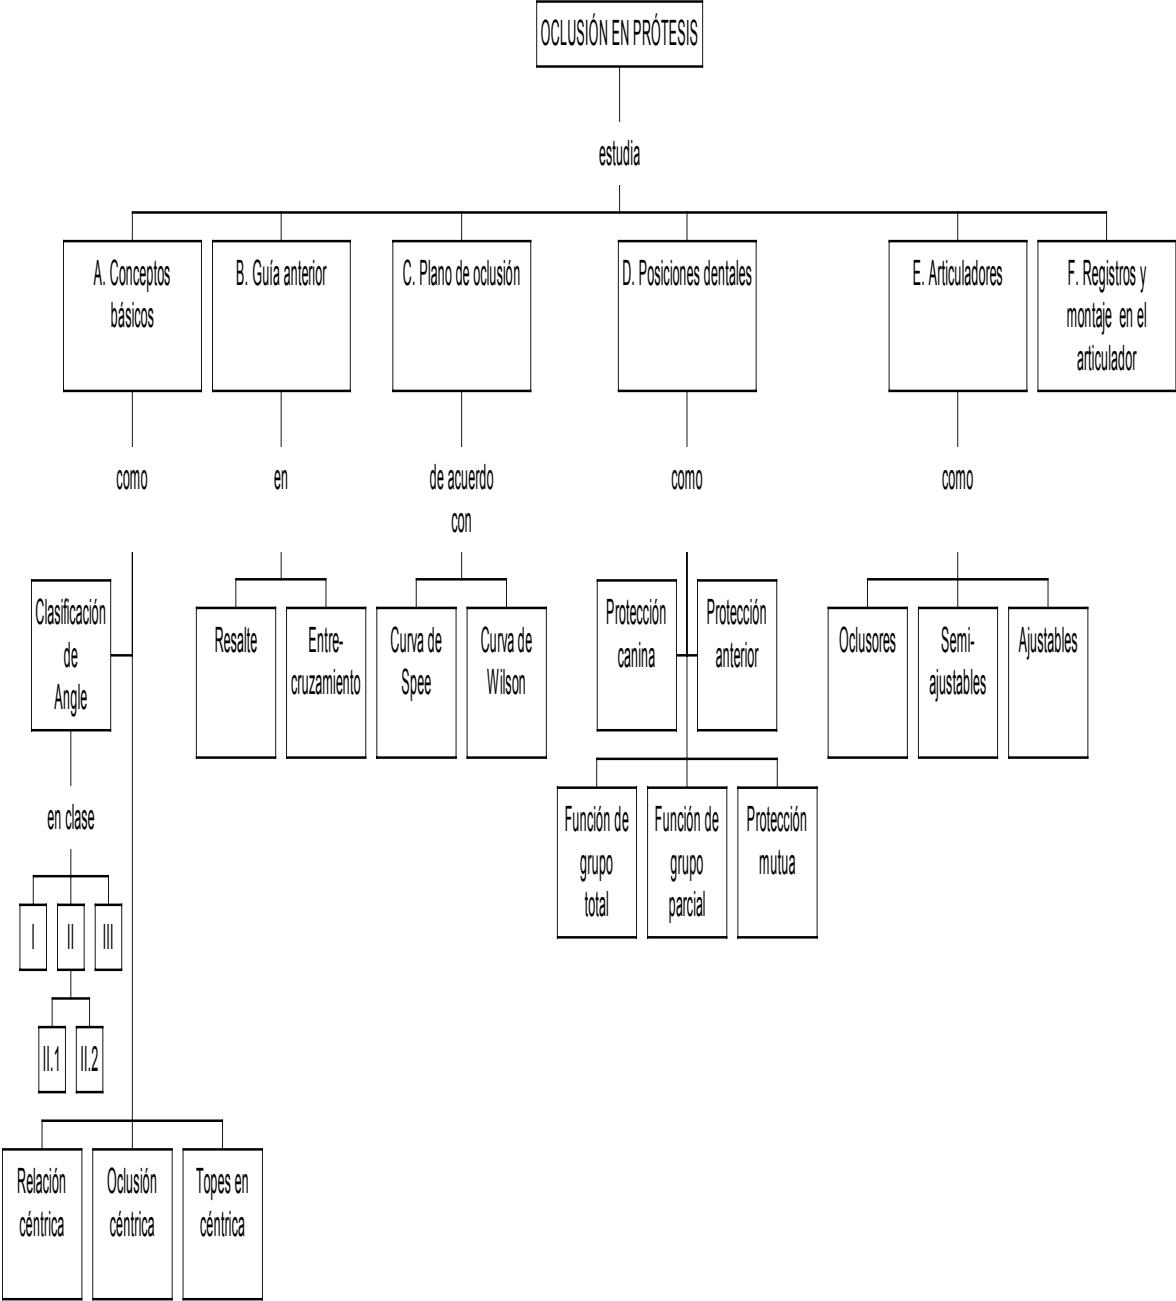 OCLUSIÓN EN PRÓTESIS
estudia
A. Conceptos
básicos
B. Guía anterior
C. Plano de oclusión
D. Posiciones dentales
E. Articuladores
F. Registros y
montaje en el
articulador
como
en
de acuerdo
con
como
como
Clasificación
de
Angle
Resalte
Entre-
cruzamiento
Curva de
Spee
Curva de
Wilson
Protección
canina
Protección
anterior
Oclusores
Semi-
ajustables
Ajustables
en clase
Función de
grupo
total
Función de
grupo
parcial
Protección
mutua
I
II
III
II.1
II.2
Relación
céntrica
Oclusión
céntrica
Topes en
céntrica